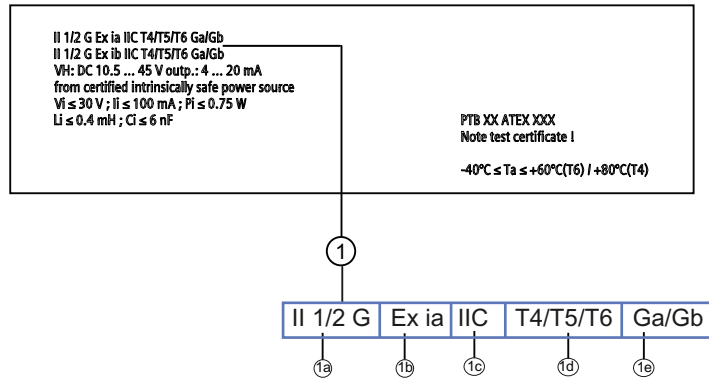 II 1/2 G Ex ia IIC T4/T5/T6 Ga/Gb
II 1/2 G Ex ib IIC T4/T5/T6 Ga/Gb
VH: DC 10.5 ... 45 V outp.: 4 ... 20 mA
from certified intrinsically safe power source
Vi ≤ 30 V ; Ii ≤ 100 mA ; Pi ≤ 0.75 W
Li ≤ 0.4 mH ; Ci ≤ 6 nF
PTB XX ATEX XXX
Note test certificate !
-40°C ≤ Ta ≤ +60°C(T6) / +80°C(T4)
1
II 1/2 G Ex ia IIC T4/T5/T6 Ga/Gb
1a 1b 1c 1d 1e